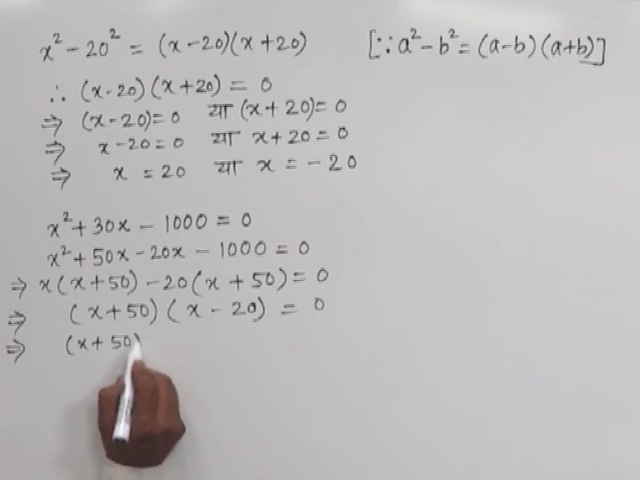 x² - 20² = (x-20)(x+20) [∵ a² - b² = (a-b)(a+b)]
∴ (x-20)(x+20) = 0
⇒ (x-20)=0 या (x+20)=0
⇒ x-20=0 या x+20=0
⇒ x = 20 या x = -20
x² + 30x - 1000 = 0
x² + 50x - 20x - 1000 = 0
⇒ x(x+50) - 20(x+50) = 0
⇒ (x+50)(x-20) = 0
⇒ (x+50)